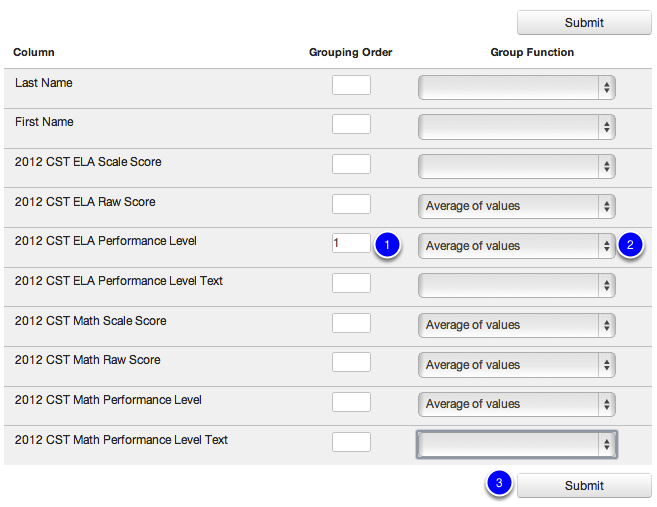 Submit
Column Grouping Order Group Function
Last Name
First Name
2012 CST ELA Scale Score
2012 CST ELA Raw Score Average of values
2012 CST ELA Performance Level 1 1 Average of values 2
2012 CST ELA Performance Level Text
2012 CST Math Scale Score Average of values
2012 CST Math Raw Score Average of values
2012 CST Math Performance Level Average of values
2012 CST Math Performance Level Text
3 Submit